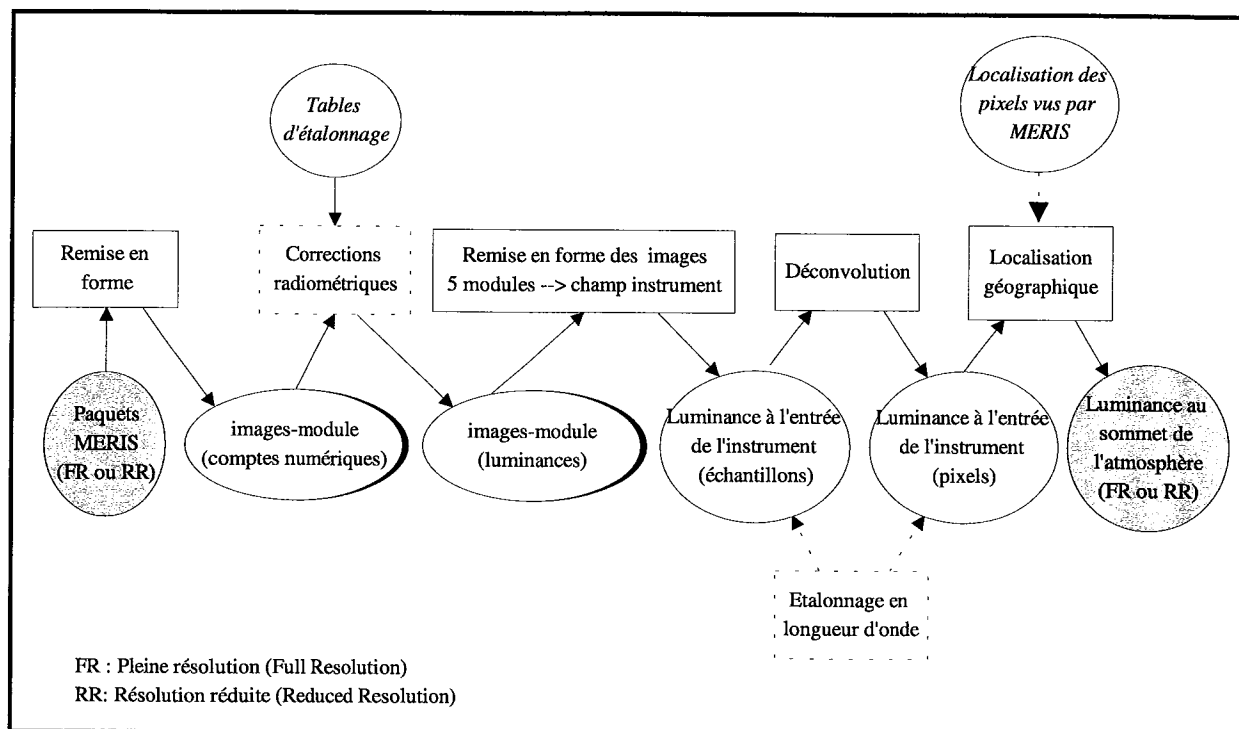 Localisation des
pixels vus par
MERIS
Tables
d'étalonnage
Remise en
forme
Corrections
radiométriques
Remise en forme des images
5 modules --> champ instrument
Déconvolution
Localisation
géographique
Paquets
MERIS
(FR ou RR)
images-module
(comptes numériques)
images-module
(luminances)
Luminance à l'entrée
de l'instrument
(échantillons)
Luminance à l'entrée
de l'instrument
(pixels)
Luminance au
sommet de
l'atmosphère
(FR ou RR)
Etalonnage en
longueur d'onde
FR : Pleine résolution (Full Resolution)
RR: Résolution réduite (Reduced Resolution)